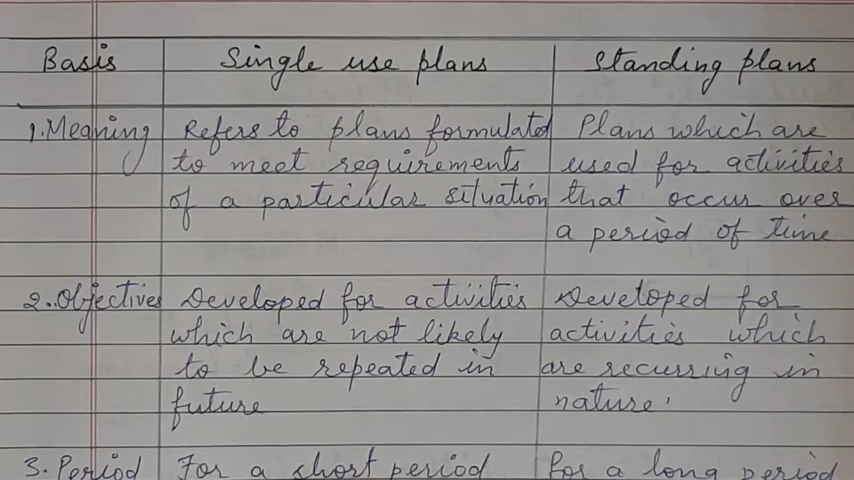 Basis Single use plans Standing plans
1. Meaning Refers to plans formulated Plans which are
to meet requirements used for activities
of a particular situation that occur over
a period of time
2. Objectives Developed for activities Developed for
which are not likely activities which
to be repeated in are recurring in
future nature.
3. Period For a short period For a long period